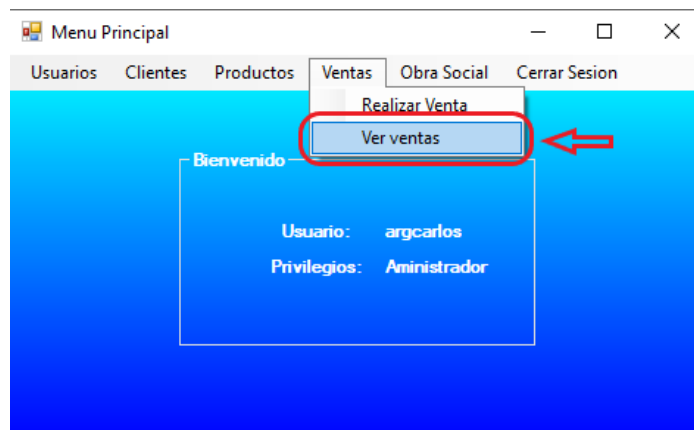 Menu Principal
Usuarios Clientes Productos Ventas Obra Social Cerrar Sesion
Realizar Venta
Ver ventas
Bienvenido
Usuario: argcarlos
Privilegios: Aministrador